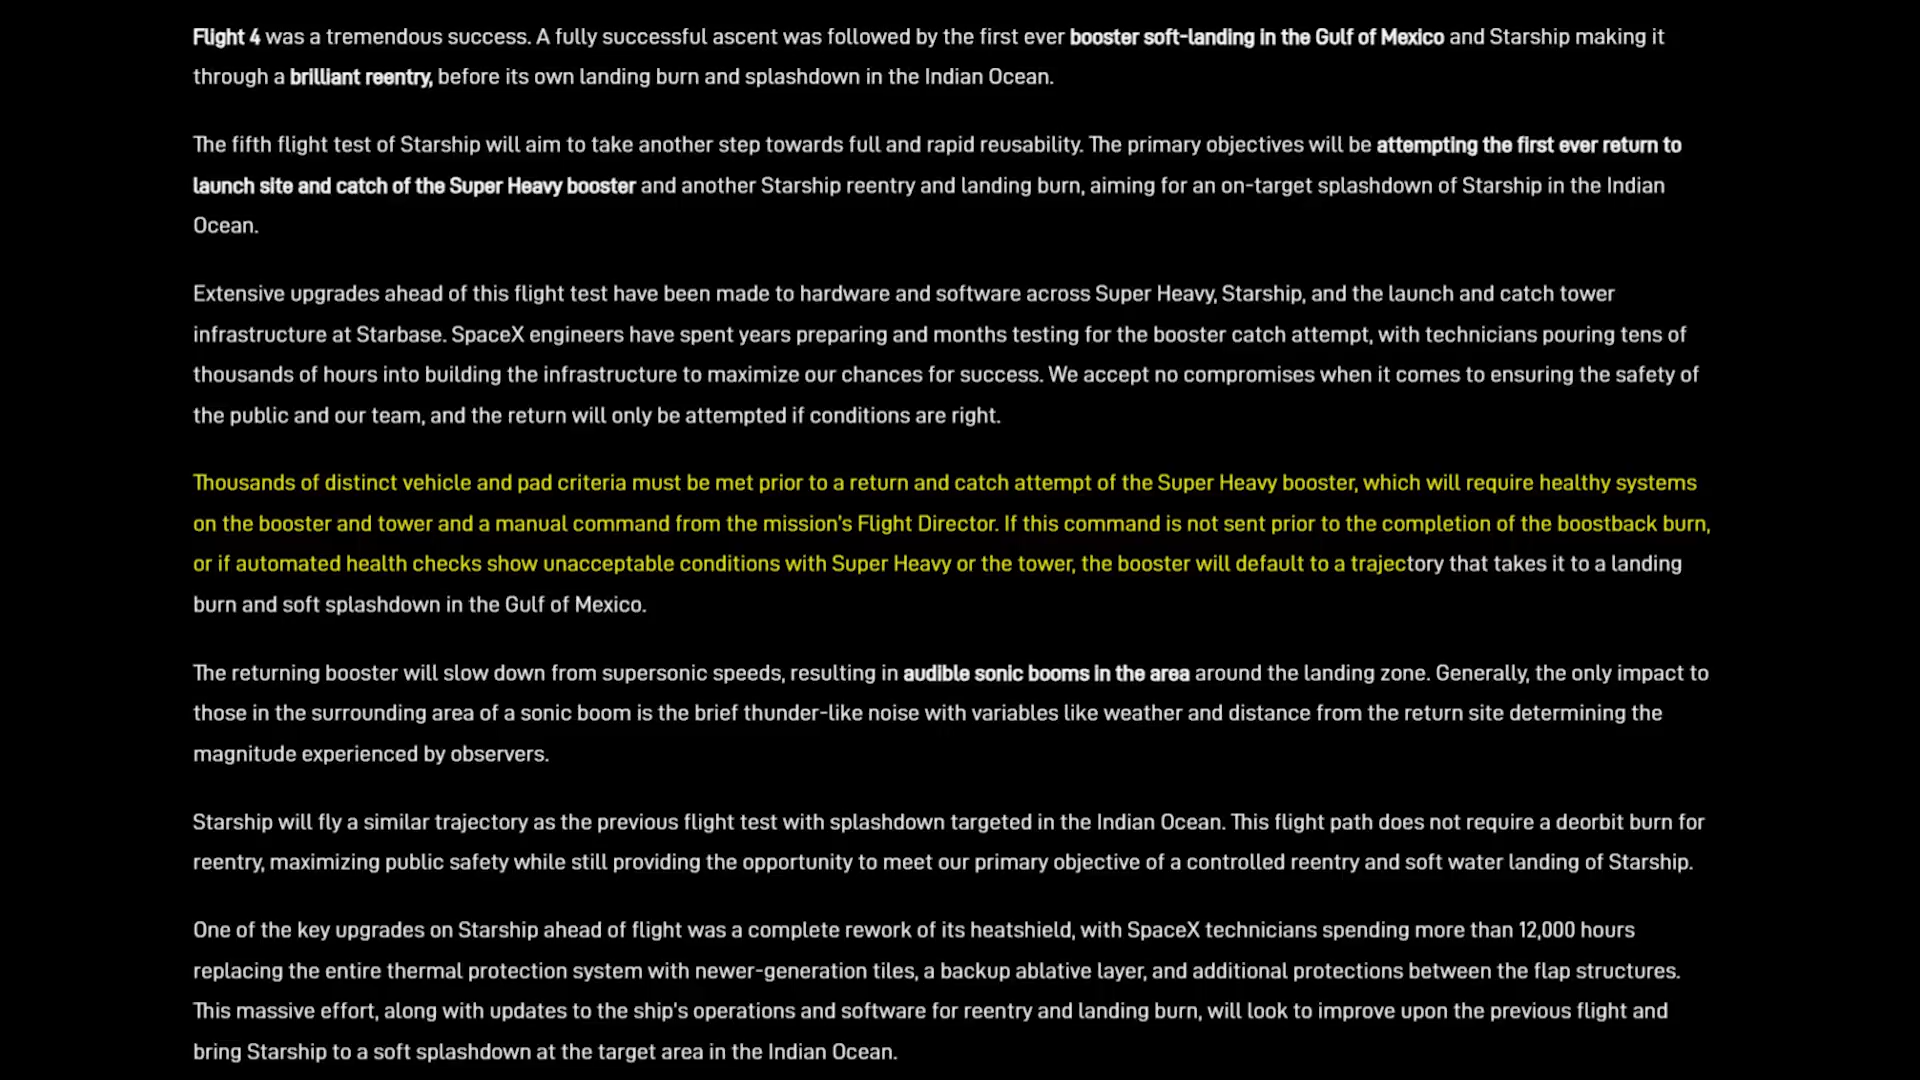 Flight 4 was a tremendous success. A fully successful ascent was followed by the first ever booster soft-landing in the Gulf of Mexico and Starship making it
through a brilliant reentry, before its own landing burn and splashdown in the Indian Ocean.
The fifth flight test of Starship will aim to take another step towards full and rapid reusability. The primary objectives will be attempting the first ever return to
launch site and catch of the Super Heavy booster and another Starship reentry and landing burn, aiming for an on-target splashdown of Starship in the Indian
Ocean.
Extensive upgrades ahead of this flight test have been made to hardware and software across Super Heavy, Starship, and the launch and catch tower
infrastructure at Starbase. SpaceX engineers have spent years preparing and months testing for the booster catch attempt, with technicians pouring tens of
thousands of hours into building the infrastructure to maximize our chances for success. We accept no compromises when it comes to ensuring the safety of
the public and our team, and the return will only be attempted if conditions are right.
Thousands of distinct vehicle and pad criteria must be met prior to a return and catch attempt of the Super Heavy booster, which will require healthy systems
on the booster and tower and a manual command from the mission's Flight Director. If this command is not sent prior to the completion of the boostback burn,
or if automated health checks show unacceptable conditions with Super Heavy or the tower, the booster will default to a trajectory that takes it to a landing
burn and soft splashdown in the Gulf of Mexico.
The returning booster will slow down from supersonic speeds, resulting in audible sonic booms in the area around the landing zone. Generally, the only impact to
those in the surrounding area of a sonic boom is the brief thunder-like noise with variables like weather and distance from the return site determining the
magnitude experienced by observers.
Starship will fly a similar trajectory as the previous flight test with splashdown targeted in the Indian Ocean. This flight path does not require a deorbit burn for
reentry, maximizing public safety while still providing the opportunity to meet our primary objective of a controlled reentry and soft water landing of Starship.
One of the key upgrades on Starship ahead of flight was a complete rework of its heatshield, with SpaceX technicians spending more than 12,000 hours
replacing the entire thermal protection system with newer-generation tiles, a backup ablative layer, and additional protections between the flap structures.
This massive effort, along with updates to the ship's operations and software for reentry and landing burn, will look to improve upon the previous flight and
bring Starship to a soft splashdown at the target area in the Indian Ocean.